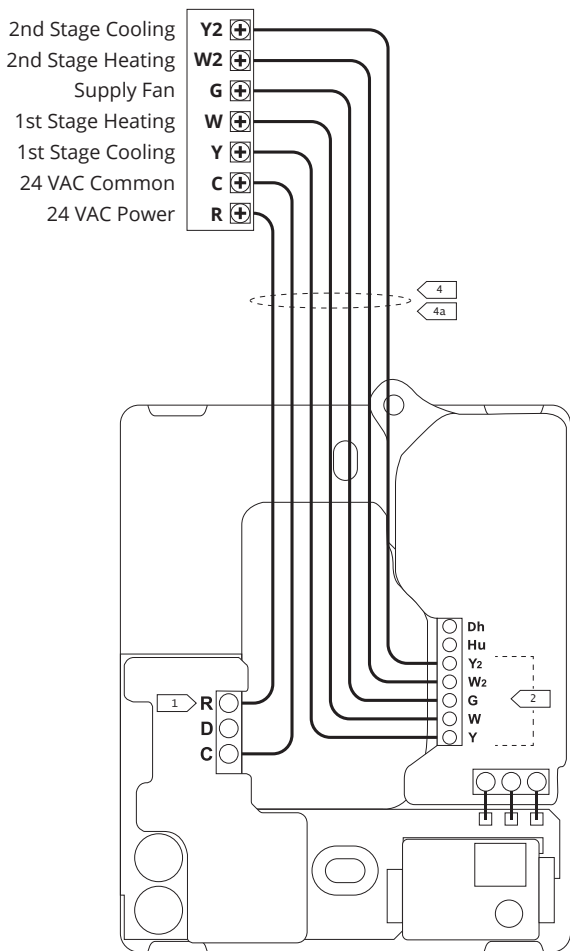 2nd Stage Cooling Y2
2nd Stage Heating W2
Supply Fan G
1st Stage Heating W
1st Stage Cooling Y
24 VAC Common C
24 VAC Power R
4
4a
Dh
Hu
Y2
W2
G
W
Y
2
1
R
D
C